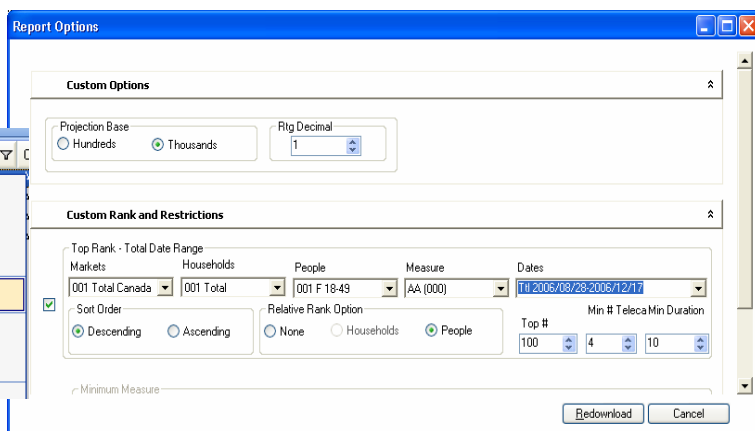 Report Options
Custom Options
Projection Base
Rtg Decimal
Hundreds
Thousands
1
Custom Rank and Restrictions
Top Rank - Total Date Range
Markets
Households
People
Measure
Dates
001 Total Canada
001 Total
001 F 18-49
AA (000)
Ttl 2006/08/28-2006/12/17
Sort Order
Relative Rank Option
Min # Teleca Min Duration
Descending
Ascending
None
Households
People
Top #
100
4
10
Minimum Measure
Redownload
Cancel